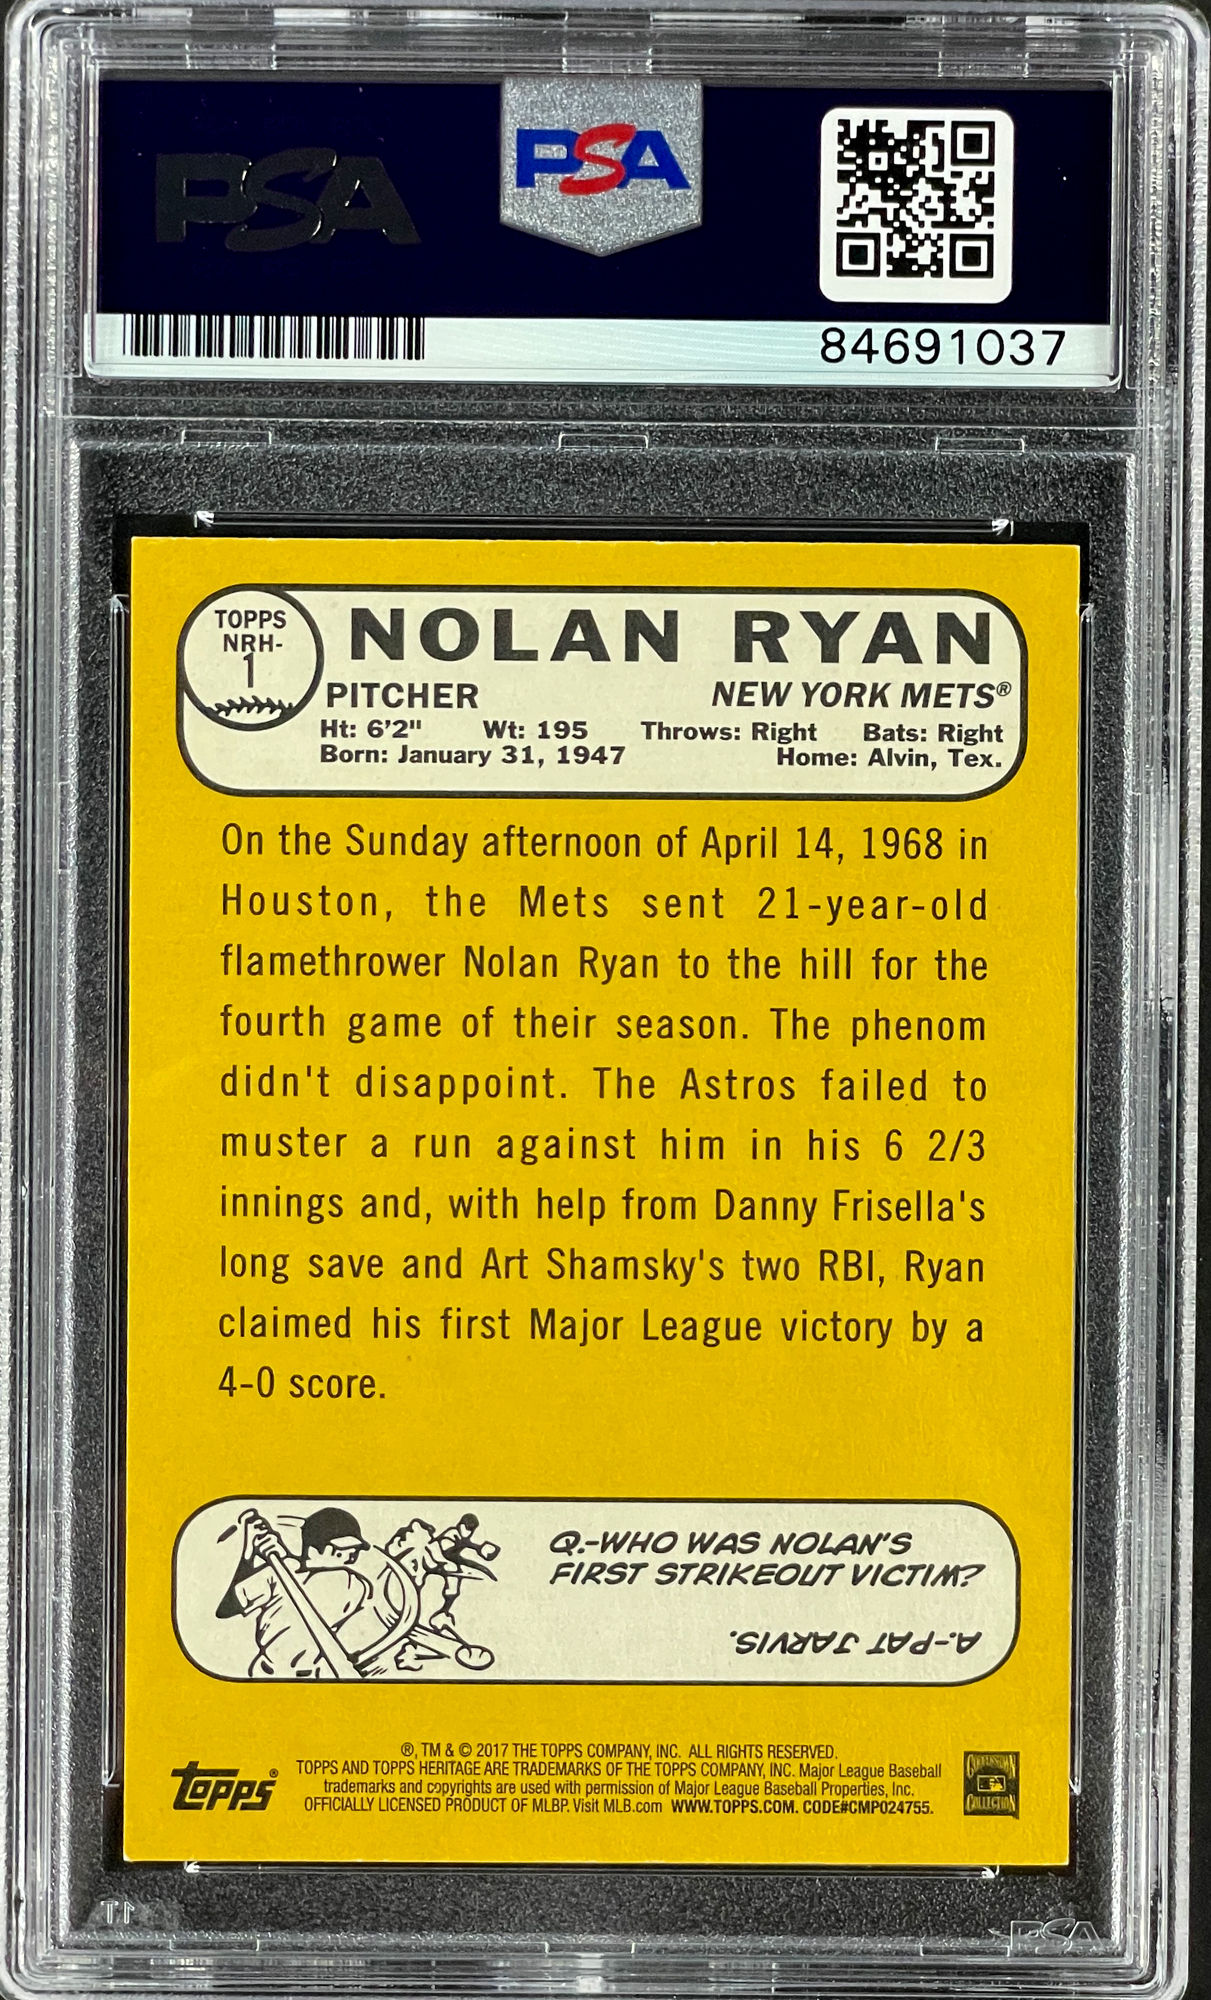 PSA
PSA
84691037
TOPPS
NRH-
1
NOLAN RYAN
PITCHER NEW YORK METS®
Ht: 6'2" Wt: 195 Throws: Right Bats: Right
Born: January 31, 1947 Home: Alvin, Tex.
On the Sunday afternoon of April 14, 1968 in
Houston, the Mets sent 21-year-old
flamethrower Nolan Ryan to the hill for the
fourth game of their season. The phenom
didn't disappoint. The Astros failed to
muster a run against him in his 6 2/3
innings and, with help from Danny Frisella's
long save and Art Shamsky's two RBI, Ryan
claimed his first Major League victory by a
4-0 score.
Q.-WHO WAS NOLAN'S
FIRST STRIKEOUT VICTIM?
A.-PAT JARVIS.
®, TM & © 2017 THE TOPPS COMPANY, INC. ALL RIGHTS RESERVED.
TOPPS AND TOPPS HERITAGE ARE TRADEMARKS OF THE TOPPS COMPANY, INC. Major League Baseball
trademarks and copyrights are used with permission of Major League Baseball Properties, Inc.
OFFICIALLY LICENSED PRODUCT OF MLBP. Visit MLB.com WWW.TOPPS.COM. CODE#CMP024755.
topps®
COOPERSTOWN
COLLECTION
PSA